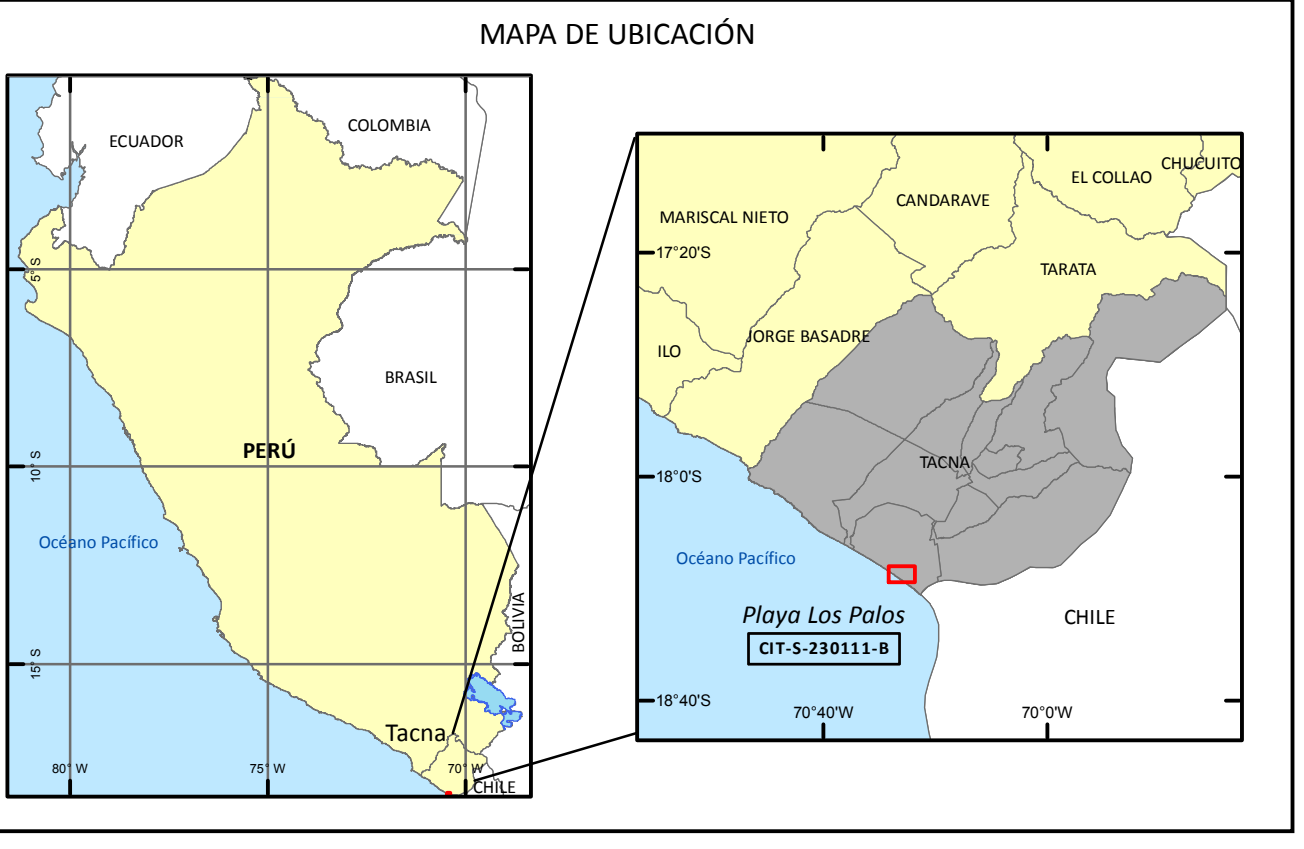 MAPA DE UBICACIÓN
ECUADOR
COLOMBIA
5° S
BRASIL
PERÚ
10° S
Océano Pacífico
BOLIVIA
15° S
Tacna
80° W
75° W
70° W
CHILE
CHUCUITO
EL COLLAO
CANDARAVE
MARISCAL NIETO
17°20'S
TARATA
JORGE BASADRE
ILO
TACNA
18°0'S
Océano Pacífico
Playa Los Palos
CIT-S-230111-B
CHILE
18°40'S
70°40'W
70°0'W